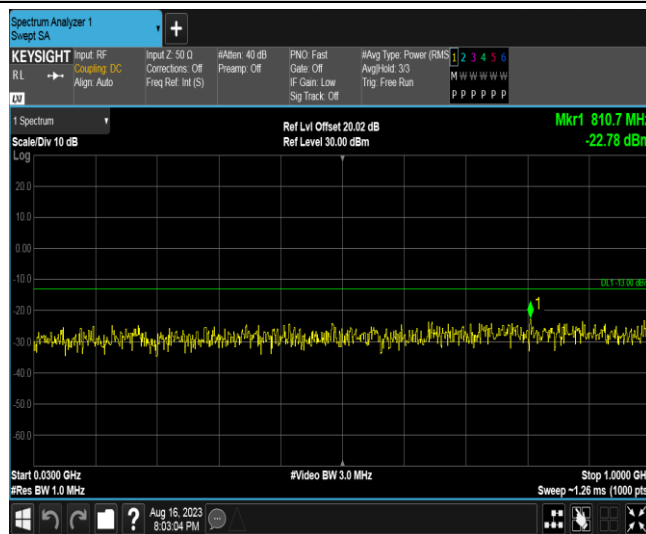 Spectrum Analyzer 1
Swept SA
+
KEYSIGHT Input: RF Input Z: 50 Ω #Atten: 40 dB PNO: Fast #Avg Type: Power (RMS 1 2 3 4 5 6
RL Coupling: DC Corrections: Off Preamp: Off Gate: Off Avg|Hold: 3/3 M W W W W W
Align: Auto Freq Ref: Int (S) IF Gain: Low Trig: Free Run
Sig Track: Off P P P P P P
LXI
1 Spectrum Ref Lvl Offset 20.02 dB Mkr1 810.7 MHz
Scale/Div 10 dB Ref Level 30.00 dBm -22.78 dBm
Log
20.0
10.0
0.00
-10.0 DL1 -13.00 dBm
1
-20.0
-30.0
-40.0
-50.0
-60.0
Start 0.0300 GHz #Video BW 3.0 MHz Stop 1.0000 GH
#Res BW 1.0 MHz Sweep ~1.26 ms (1000 pts
? Aug 16, 2023
8:03:04 PM